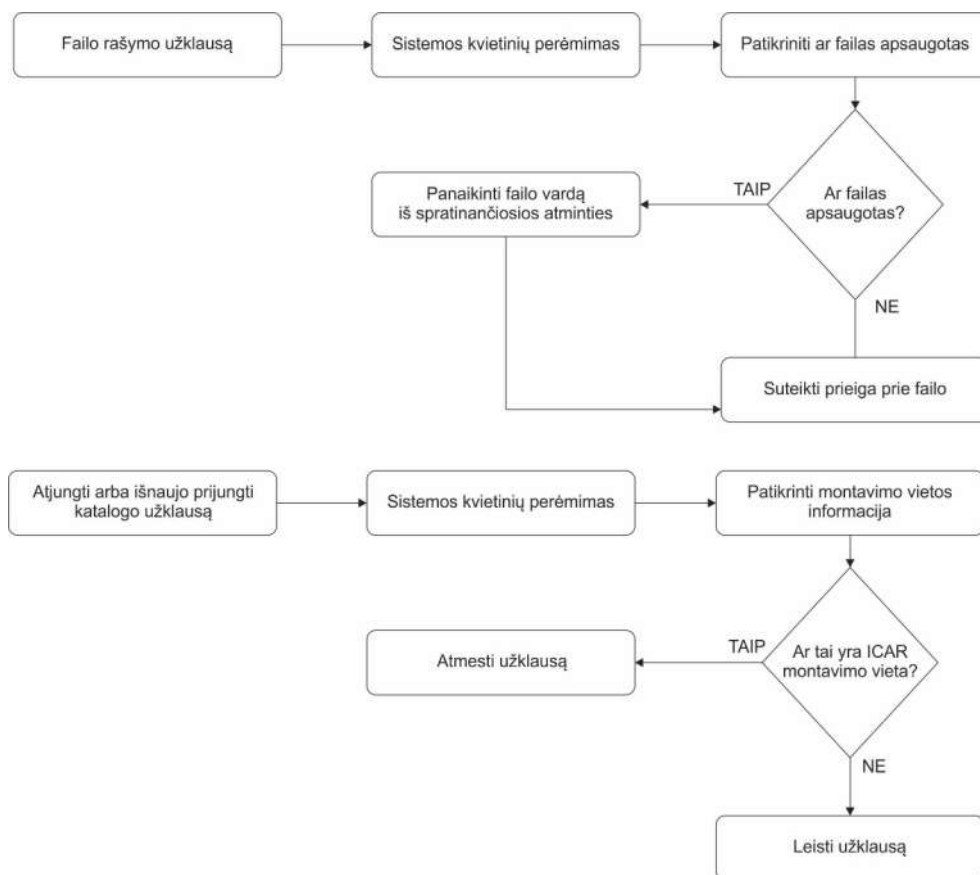 Failo rašymo užklausą
Sistemos kvietinių perėmimas
Patikriniti ar failas apsaugotas
TAIP
Ar failas
apsaugotas?
Panaikinti failo vardą
iš spratinančiosios atminties
NE
Suteikti prieiga prie failo
Atjungti arba išnaujo prijungti
katalogo užklausą
Sistemos kvietinių perėmimas
Patikrinti montavimo vietos
informacija
TAIP
Ar tai yra ICAR
montavimo vieta?
Atmesti užklausą
NE
Leisti užklausą